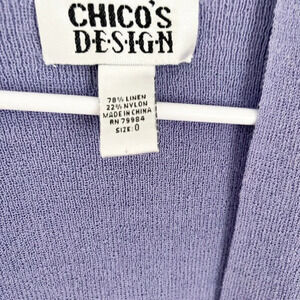 CHICO'S
DESIGN
78% LINEN
22% NYLON
MADE IN CHINA
RN 79984
SIZE: 0